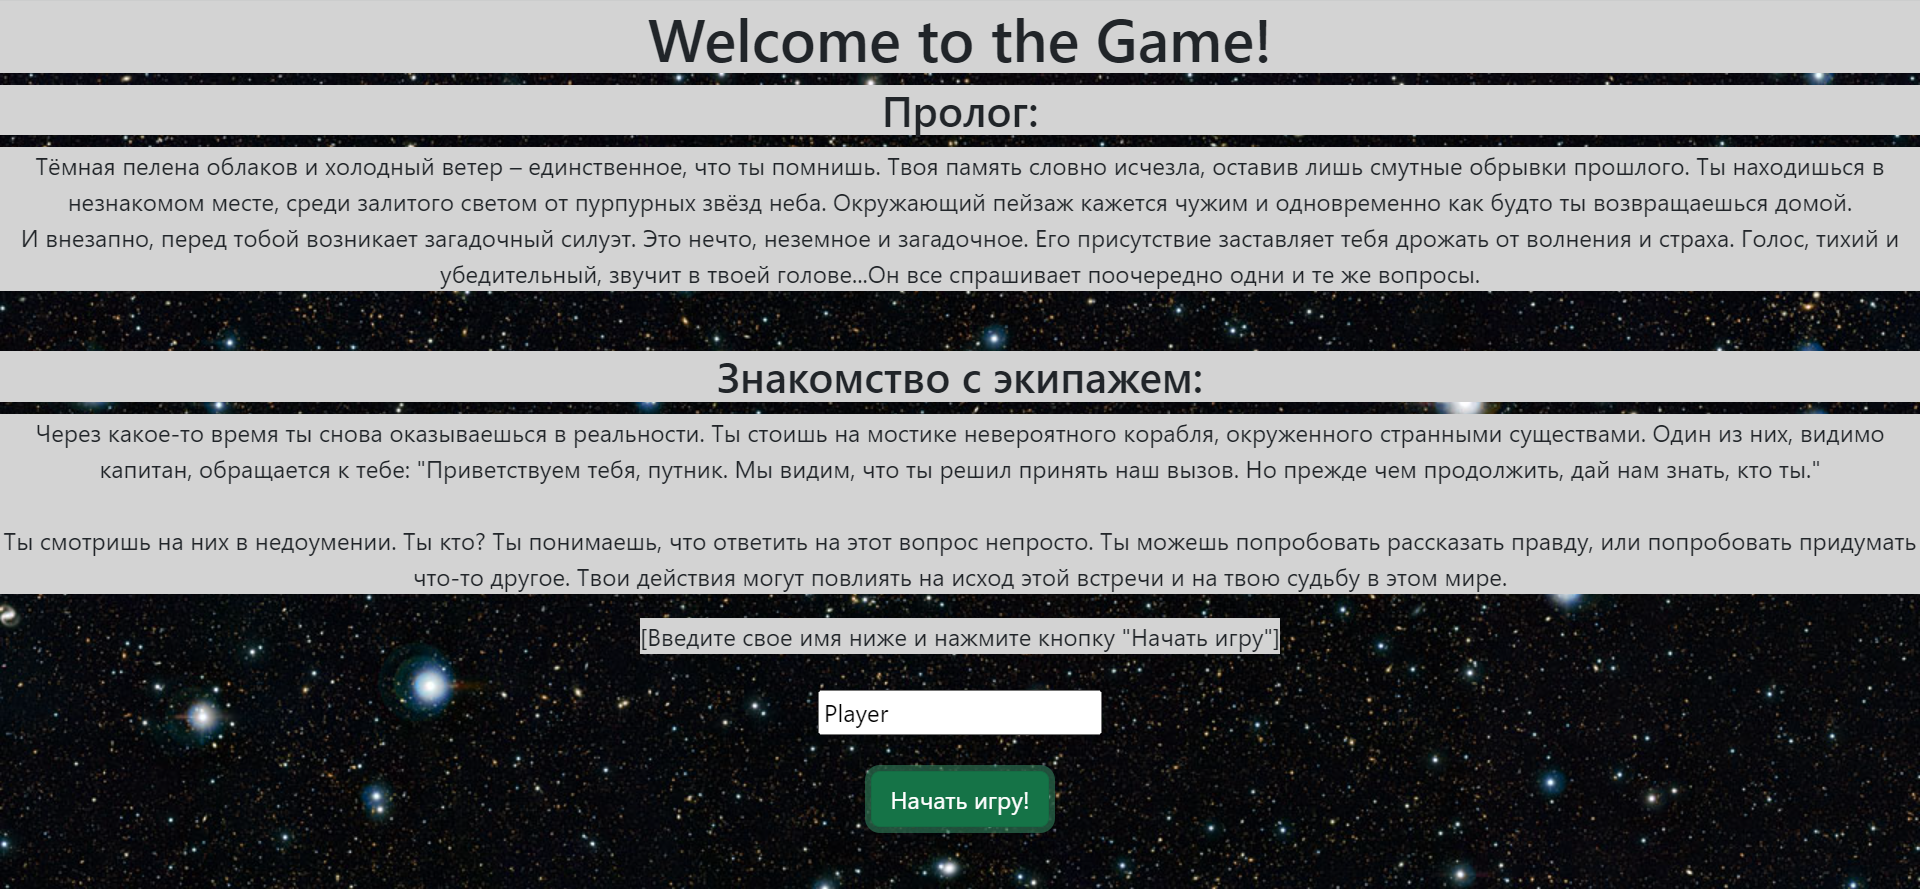 Welcome to the Game!
Пролог:
Тёмная пелена облаков и холодный ветер – единственное, что ты помнишь. Твоя память словно исчезла, оставив лишь смутные обрывки прошлого. Ты находишься в
незнакомом месте, среди залитого светом от пурпурных звёзд неба. Окружающий пейзаж кажется чужим и одновременно как будто ты возвращаешься домой.
И внезапно, перед тобой возникает загадочный силуэт. Это нечто, неземное и загадочное. Его присутствие заставляет тебя дрожать от волнения и страха. Голос, тихий и
убедительный, звучит в твоей голове...Он все спрашивает поочередно одни и те же вопросы.
Знакомство с экипажем:
Через какое-то время ты снова оказываешься в реальности. Ты стоишь на мостике невероятного корабля, окруженного странными существами. Один из них, видимо
капитан, обращается к тебе: "Приветствуем тебя, путник. Мы видим, что ты решил принять наш вызов. Но прежде чем продолжить, дай нам знать, кто ты."
Ты смотришь на них в недоумении. Ты кто? Ты понимаешь, что ответить на этот вопрос непросто. Ты можешь попробовать рассказать правду, или попробовать придумать
что-то другое. Твои действия могут повлиять на исход этой встречи и на твою судьбу в этом мире.
[Введите свое имя ниже и нажмите кнопку "Начать игру"]
Player
Начать игру!